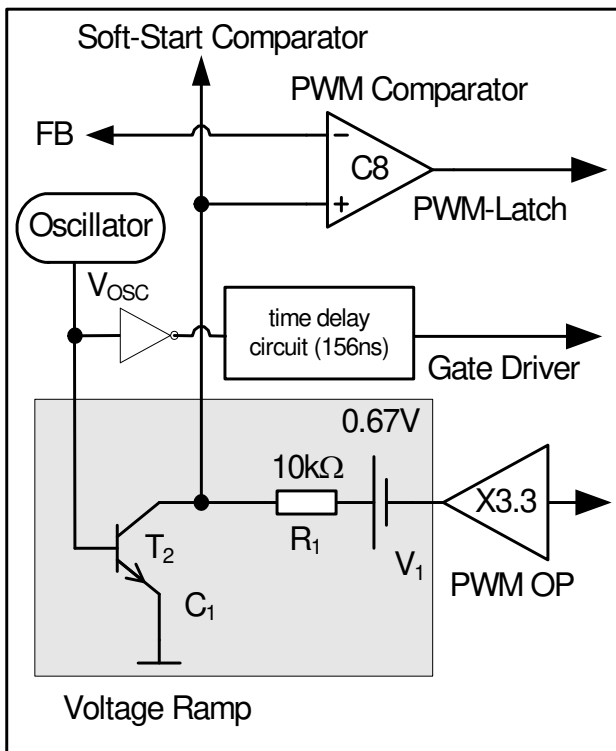 Soft-Start Comparator
PWM Comparator
FB
−
C8
+
PWM-Latch
Oscillator
VOSC
time delay
circuit (156ns)
Gate Driver
0.67V
10kΩ
X3.3
R1
T2
V1
PWM OP
C1
Voltage Ramp